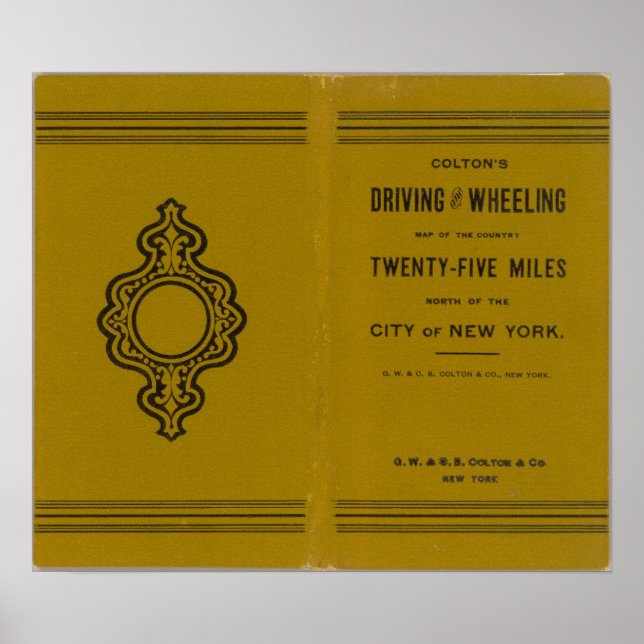 COLTON'S
DRIVING AND WHEELING
MAP OF THE COUNTRY
TWENTY-FIVE MILES
NORTH OF THE
CITY OF NEW YORK.
G. W. & C. B. COLTON & CO., NEW YORK.
G. W. & C. B. COLTON & CO
NEW YORK